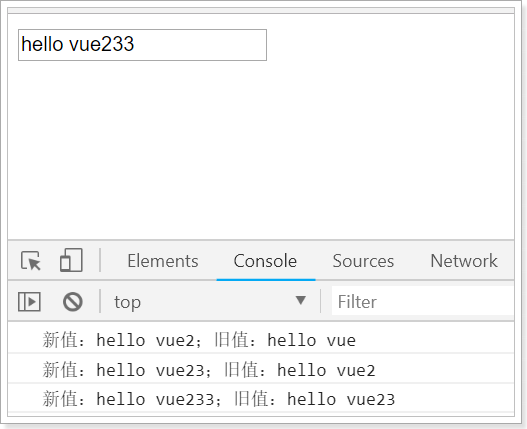 hello vue233
Elements Console Sources Network
top Filter
新值：hello vue2；旧值：hello vue
新值：hello vue23；旧值：hello vue2
新值：hello vue233；旧值：hello vue23